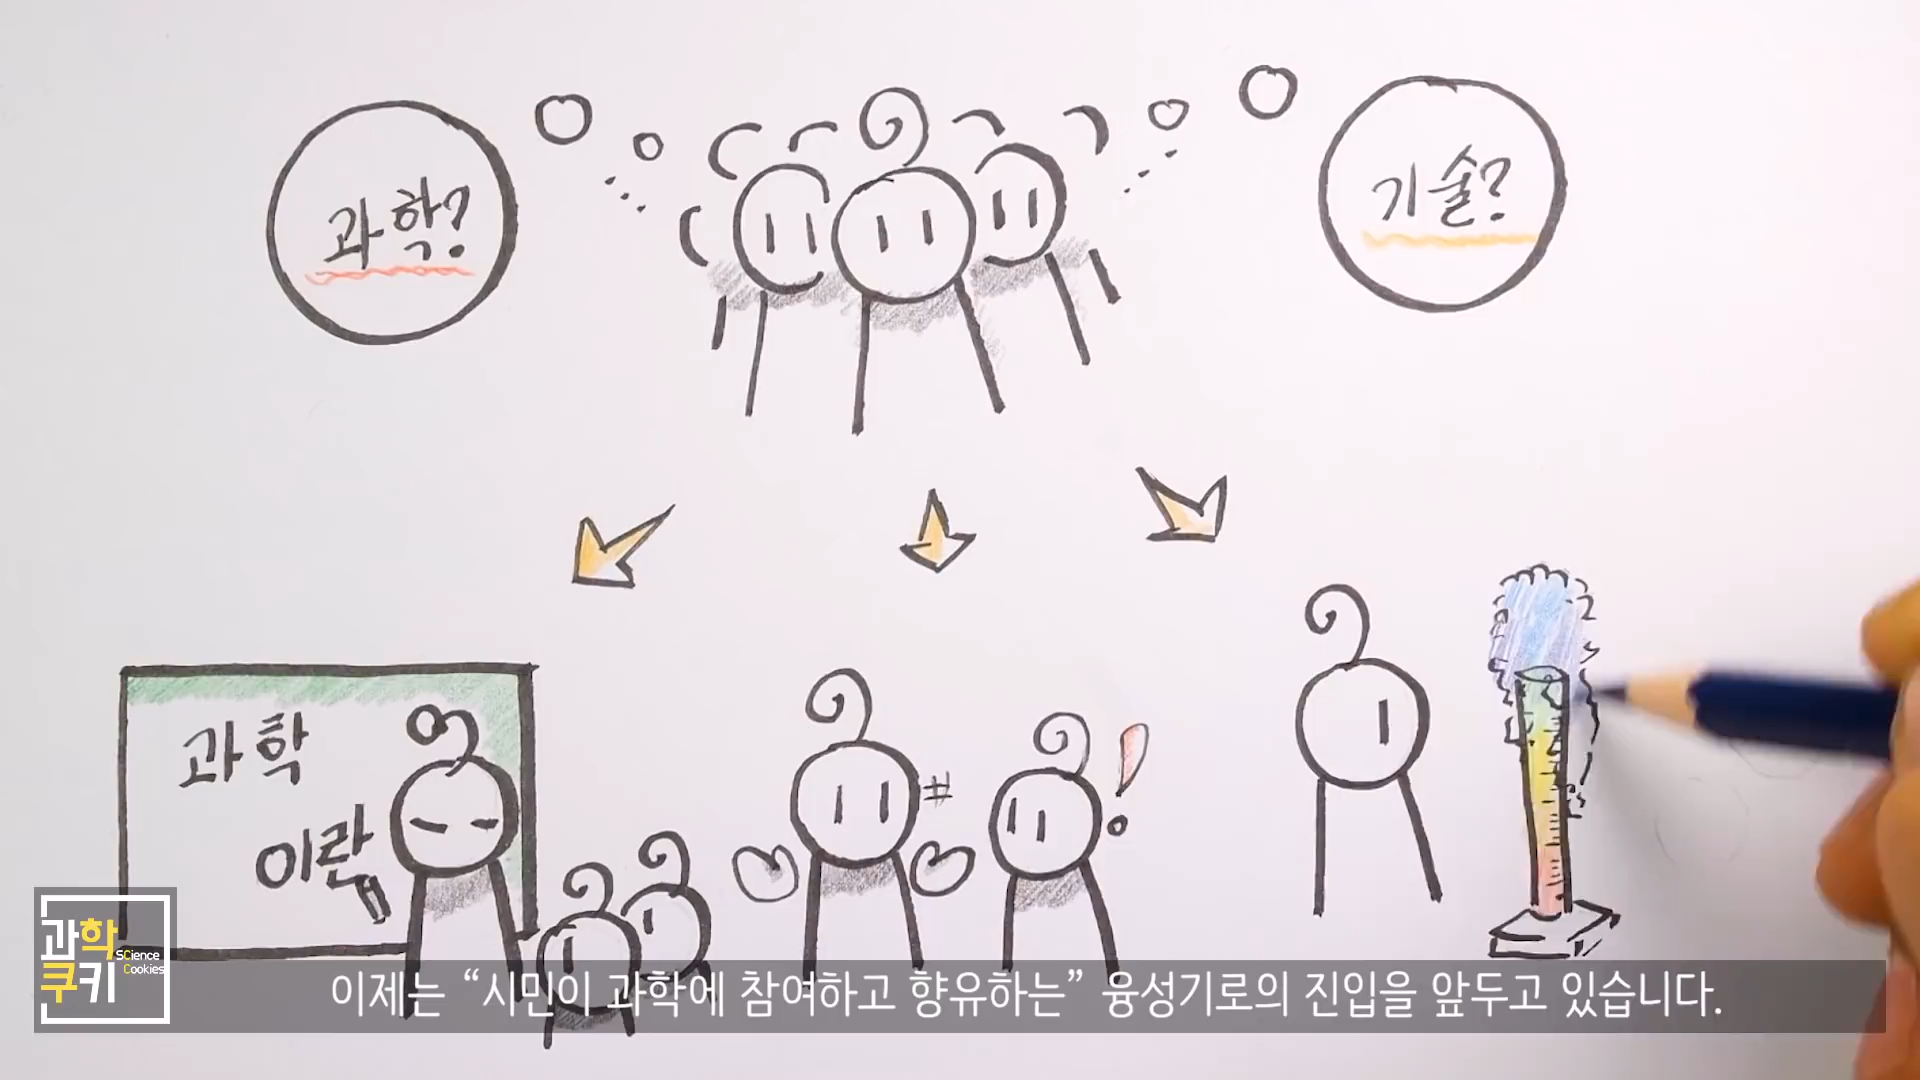 과학?
기술?
과학
이란
과학
쿠키
SCience
Cookies
이제는 “시민이 과학에 참여하고 향유하는” 융성기로의 진입을 앞두고 있습니다.